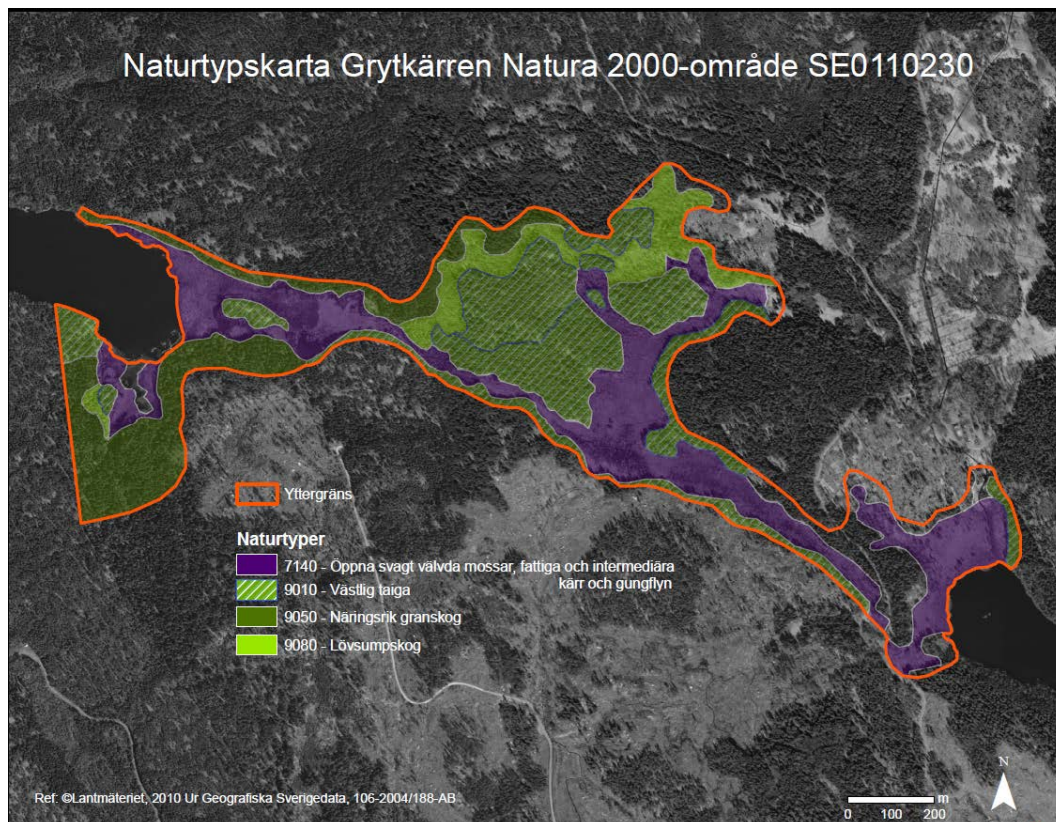 Naturtypskarta Grytkärren Natura 2000-område SE0110230
Yttergräns
Naturtyper
7140 - Öppna svagt välvda mossar, fattiga och intermediära
kärr och gungflyn
9010 - Västlig taiga
9050 - Näringsrik granskog
9080 - Lövsumpskog
Ref: ©Lantmäteriet, 2010 Ur Geografiska Sverigedata, 106-2004/188-AB
N
m
0 100 200